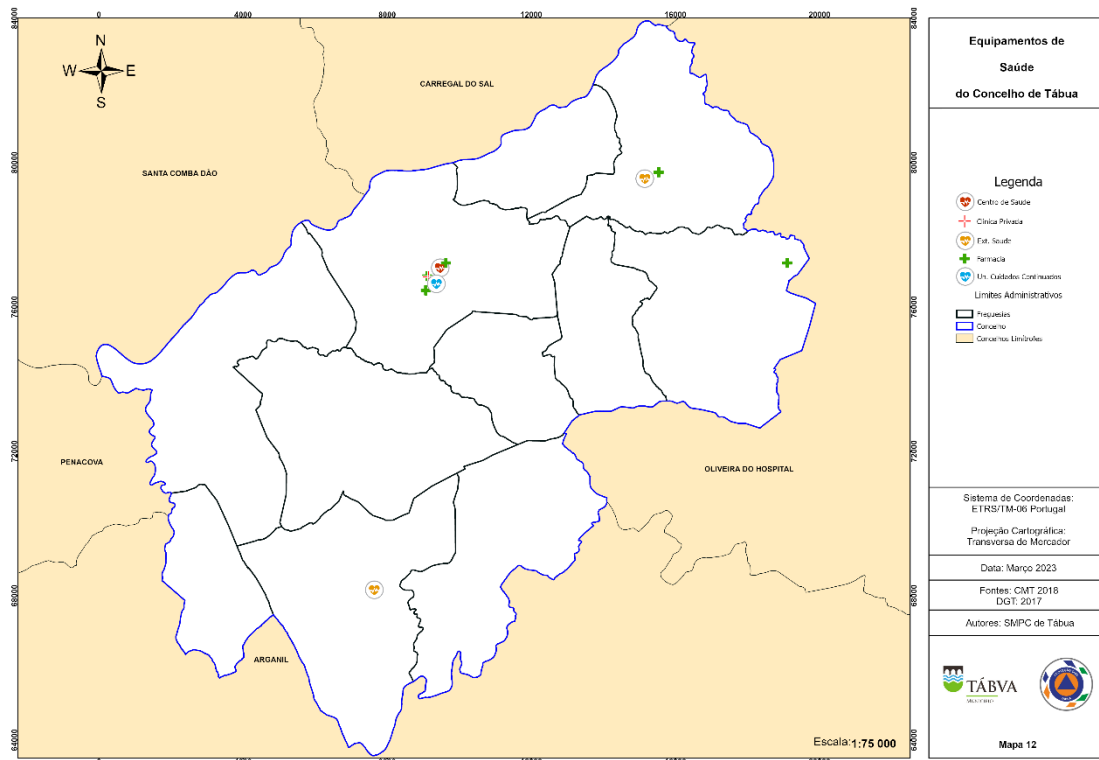 0
4000
8000
12000
16000
20000
84000
84000
N
W E
S
CARREGAL DO SAL
80000
80000
SANTA COMBA DÃO
76000
76000
72000
72000
PENACOVA
OLIVEIRA DO HOSPITAL
68000
68000
ARGANIL
64000
64000
Escala:1:75 000
Equipamentos de
Saúde
do Concelho de Tábua
Legenda
Centro de Saude
Clinica Privada
Ext. Saude
Farmacia
Un. Cuidados Continuados
Limites Administrativos
Freguesias
Concelho
Concelhos Limítrofes
Sistema de Coordenadas:
ETRS/TM-06 Portugal
Projeção Cartográfica:
Transversa de Mercador
Data: Março 2023
Fontes: CMT 2018
DGT: 2017
Autores: SMPC de Tábua
TÁBVA
Mapa 12